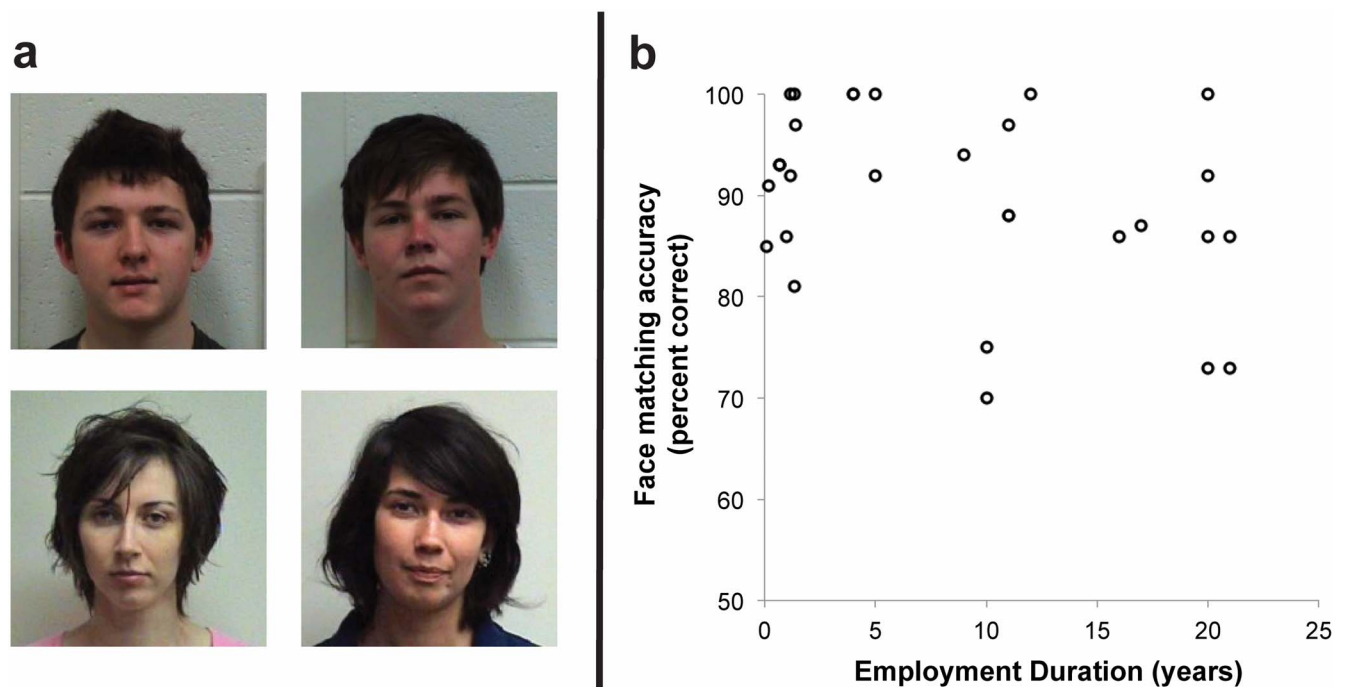 a
b
Face matching accuracy
(percent correct)
100
90
80
70
60
50
0 5 10 15 20 25
Employment Duration (years)